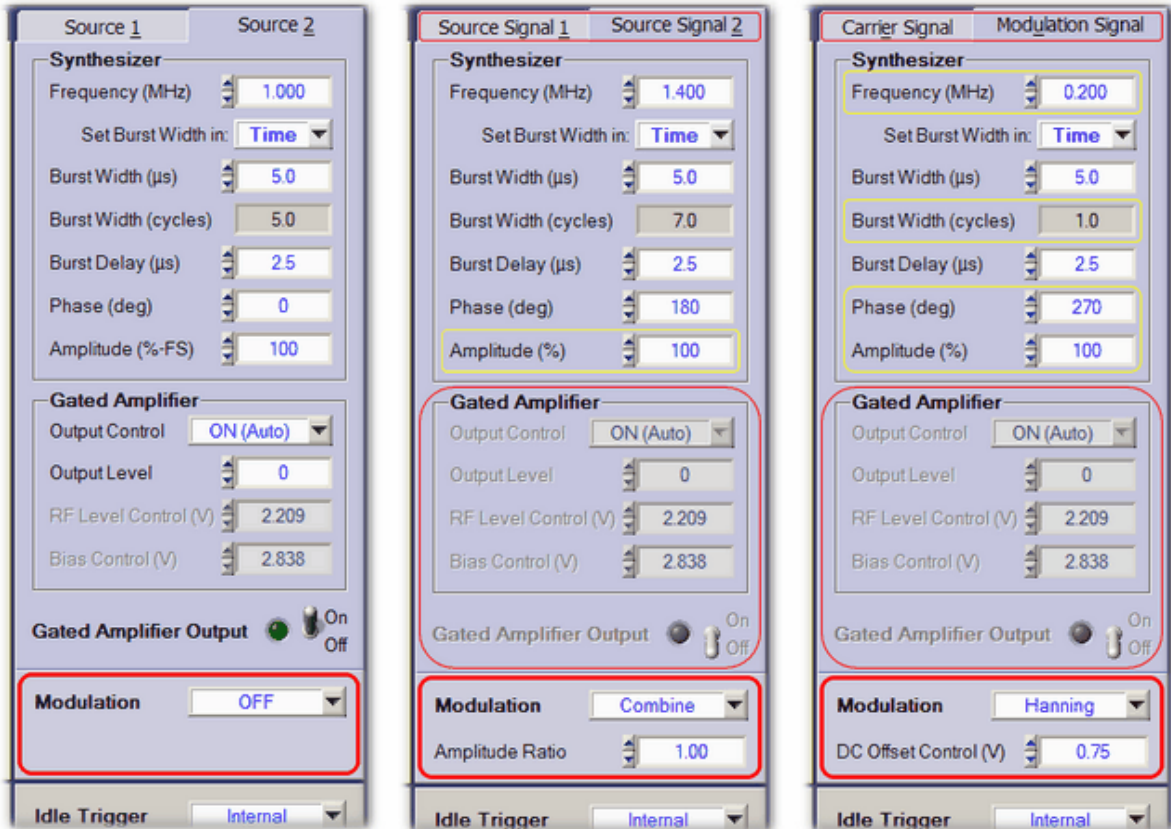 Source 1 Source 2
Synthesizer
Frequency (MHz) 1.000
Set Burst Width in: Time
Burst Width (µs) 5.0
Burst Width (cycles) 5.0
Burst Delay (µs) 2.5
Phase (deg) 0
Amplitude (%-FS) 100
Gated Amplifier
Output Control ON (Auto)
Output Level 0
RF Level Control (V) 2.209
Bias Control (V) 2.838
On
Gated Amplifier Output
Off
Modulation OFF
Idle Trigger Internal
Source Signal 1 Source Signal 2
Synthesizer
Frequency (MHz) 1.400
Set Burst Width in: Time
Burst Width (µs) 5.0
Burst Width (cycles) 7.0
Burst Delay (µs) 2.5
Phase (deg) 180
Amplitude (%) 100
Gated Amplifier
Output Control ON (Auto)
Output Level 0
RF Level Control (V) 2.209
Bias Control (V) 2.838
On
Gated Amplifier Output
Off
Modulation Combine
Amplitude Ratio 1.00
Idle Trigger Internal
Carrier Signal Modulation Signal
Synthesizer
Frequency (MHz) 0.200
Set Burst Width in: Time
Burst Width (µs) 5.0
Burst Width (cycles) 1.0
Burst Delay (µs) 2.5
Phase (deg) 270
Amplitude (%) 100
Gated Amplifier
Output Control ON (Auto)
Output Level 0
RF Level Control (V) 2.209
Bias Control (V) 2.838
On
Gated Amplifier Output
Off
Modulation Hanning
DC Offset Control (V) 0.75
Idle Trigger Internal